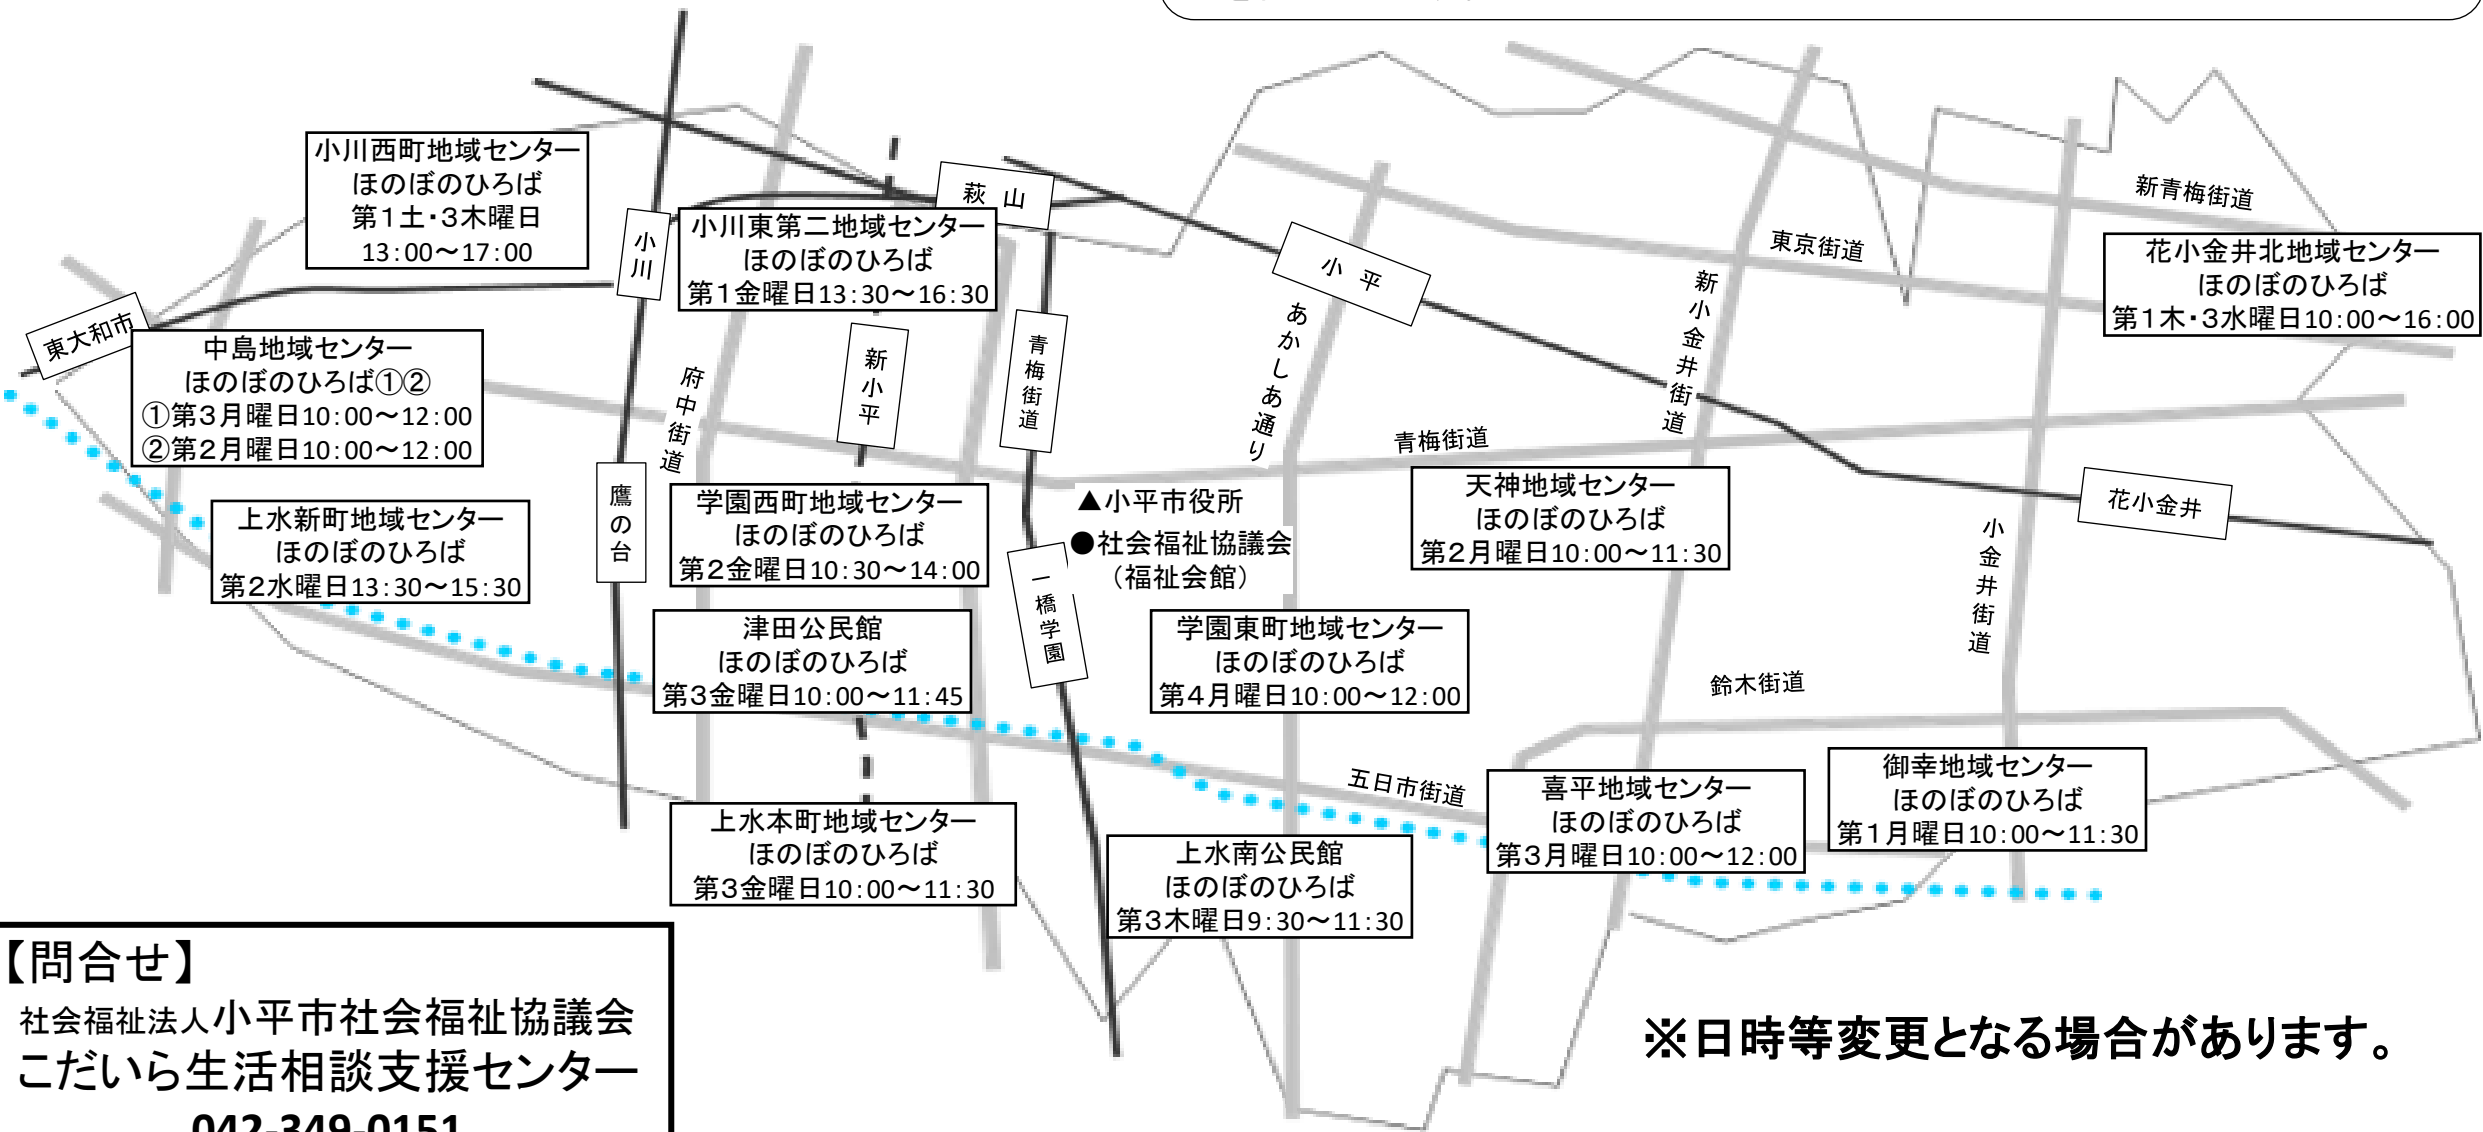 小川西町地域センター
ほのぼのひろば
第1土・3木曜日
13:00～17:00
萩 山
小川東第二地域センター
ほのぼのひろば
第1金曜日13:30～16:30
小川
小 平
新青梅街道
東京街道
花小金井北地域センター
ほのぼのひろば
第1木・3水曜日10:00～16:00
東大和市
中島地域センター
ほのぼのひろば①②
①第3月曜日10:00～12:00
②第2月曜日10:00～12:00
府中街道
新小平
青梅街道
あかしあ通り
新小金井街道
青梅街道
上水新町地域センター
ほのぼのひろば
第2水曜日13:30～15:30
鷹の台
学園西町地域センター
ほのぼのひろば
第2金曜日10:30～14:00
▲小平市役所
●社会福祉協議会
（福祉会館）
一橋学園
天神地域センター
ほのぼのひろば
第2月曜日10:00～11:30
花小金井
小金井街道
津田公民館
ほのぼのひろば
第3金曜日10:00～11:45
学園東町地域センター
ほのぼのひろば
第4月曜日10:00～12:00
鈴木街道
五日市街道
上水本町地域センター
ほのぼのひろば
第3金曜日10:00～11:30
上水南公民館
ほのぼのひろば
第3木曜日9:30～11:30
喜平地域センター
ほのぼのひろば
第3月曜日10:00～12:00
御幸地域センター
ほのぼのひろば
第1月曜日10:00～11:30
【問合せ】
社会福祉法人小平市社会福祉協議会
こだいら生活相談支援センター
042-349-0151
※日時等変更となる場合があります。